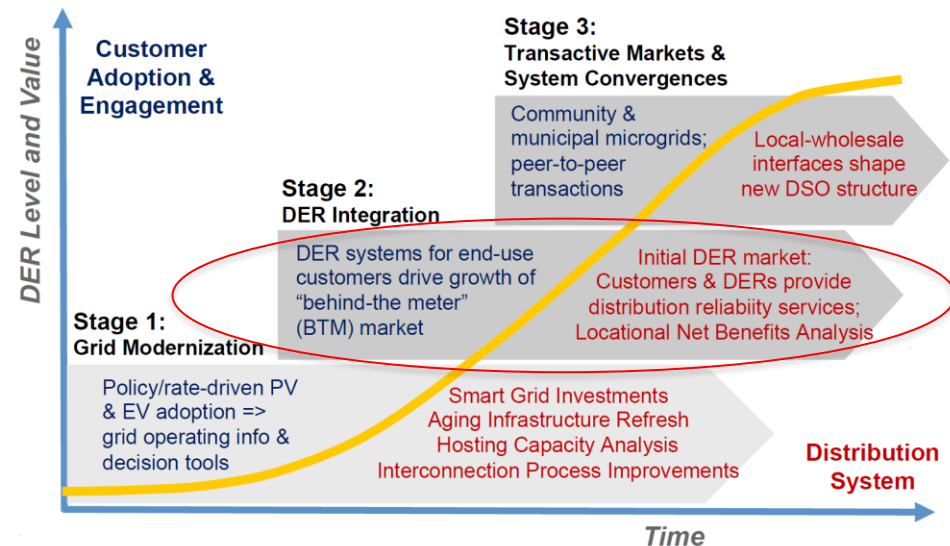 DER Level and Value
Customer
Adoption &
Engagement
Stage 3:
Transactive Markets &
System Convergences
Community &
municipal microgrids;
peer-to-peer
transactions
Local-wholesale
interfaces shape
new DSO structure
Stage 2:
DER Integration
DER systems for end-use
customers drive growth of
“behind-the meter”
(BTM) market
Initial DER market:
Customers & DERs provide
distribution reliabiity services;
Locational Net Benefits Analysis
Stage 1:
Grid Modernization
Policy/rate-driven PV
& EV adoption =>
grid operating info &
decision tools
Smart Grid Investments
Aging Infrastructure Refresh
Hosting Capacity Analysis
Interconnection Process Improvements
Distribution
System
Time